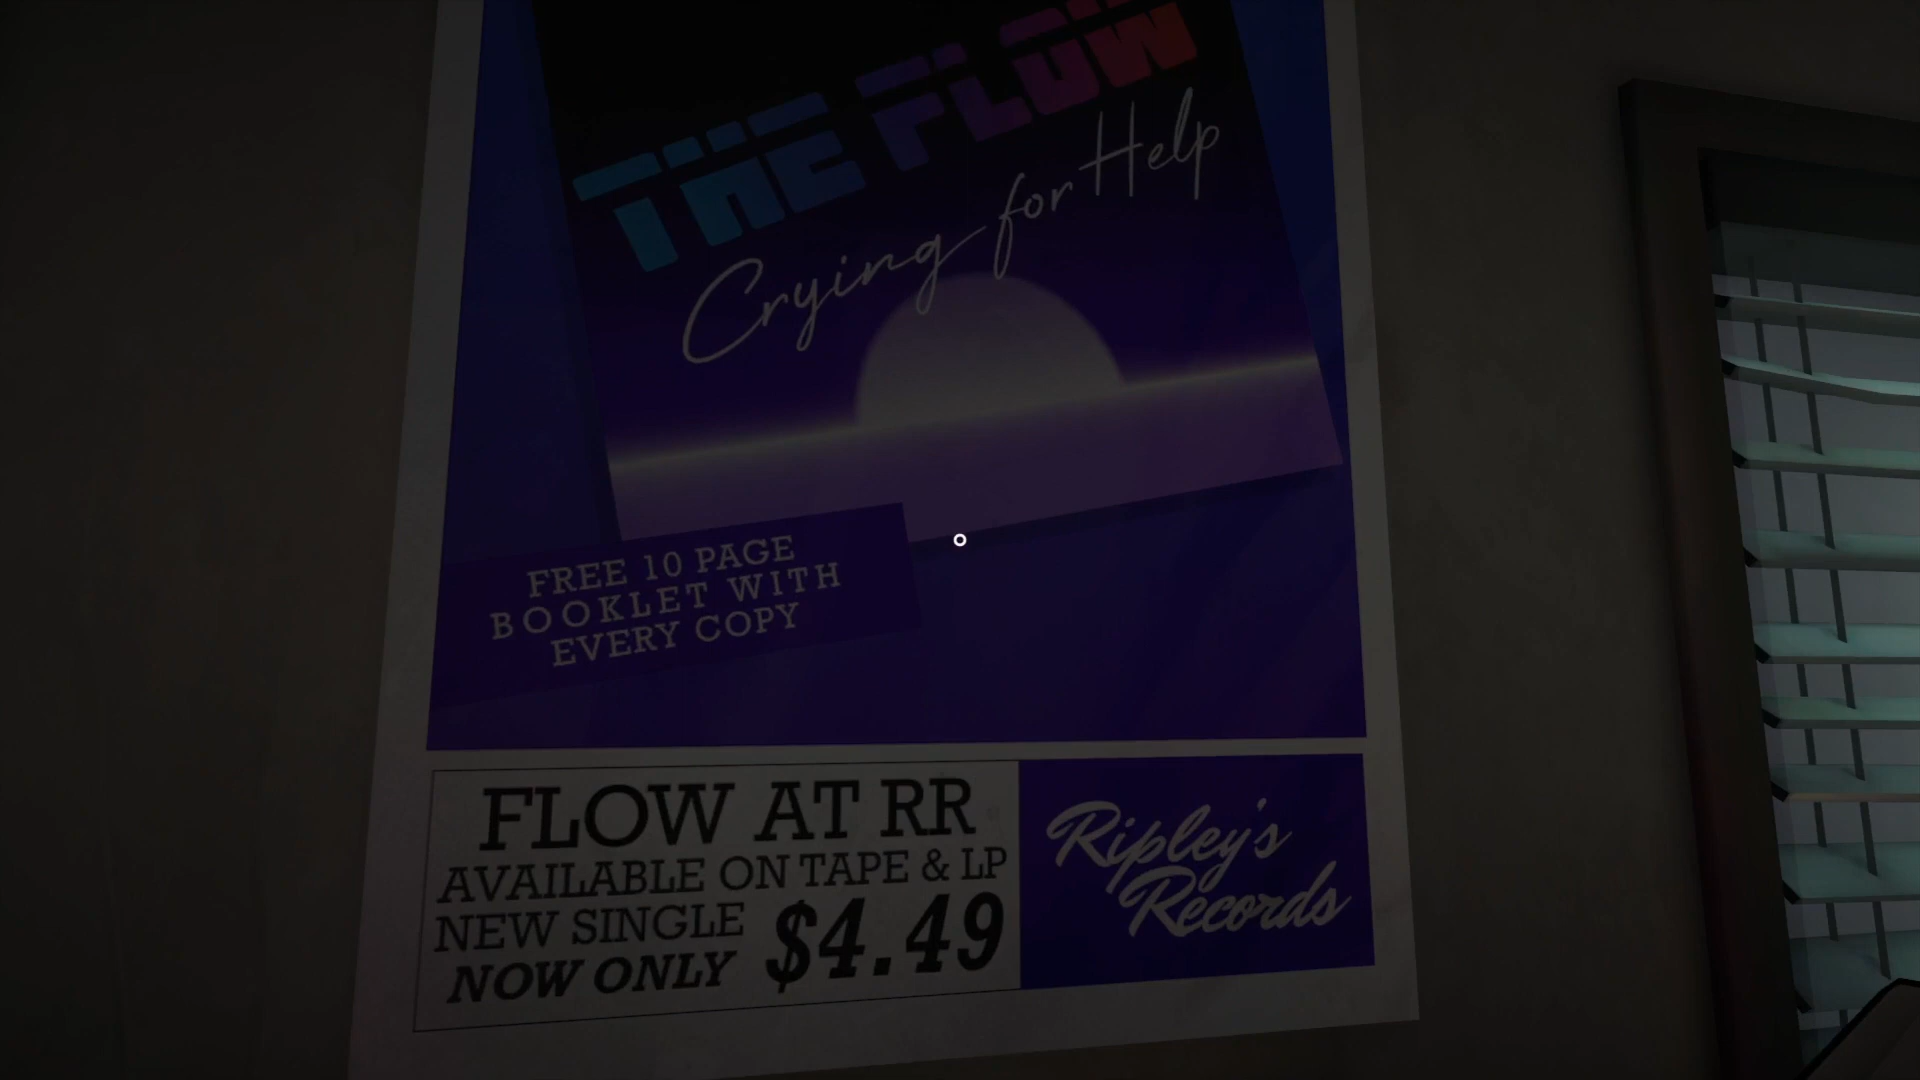 THE FLOW
Crying for Help
FREE 10 PAGE
BOOKLET WITH
EVERY COPY
FLOW AT RR
AVAILABLE ON TAPE & LP
NEW SINGLE
NOW ONLY
$4.49
Ripley's
Records